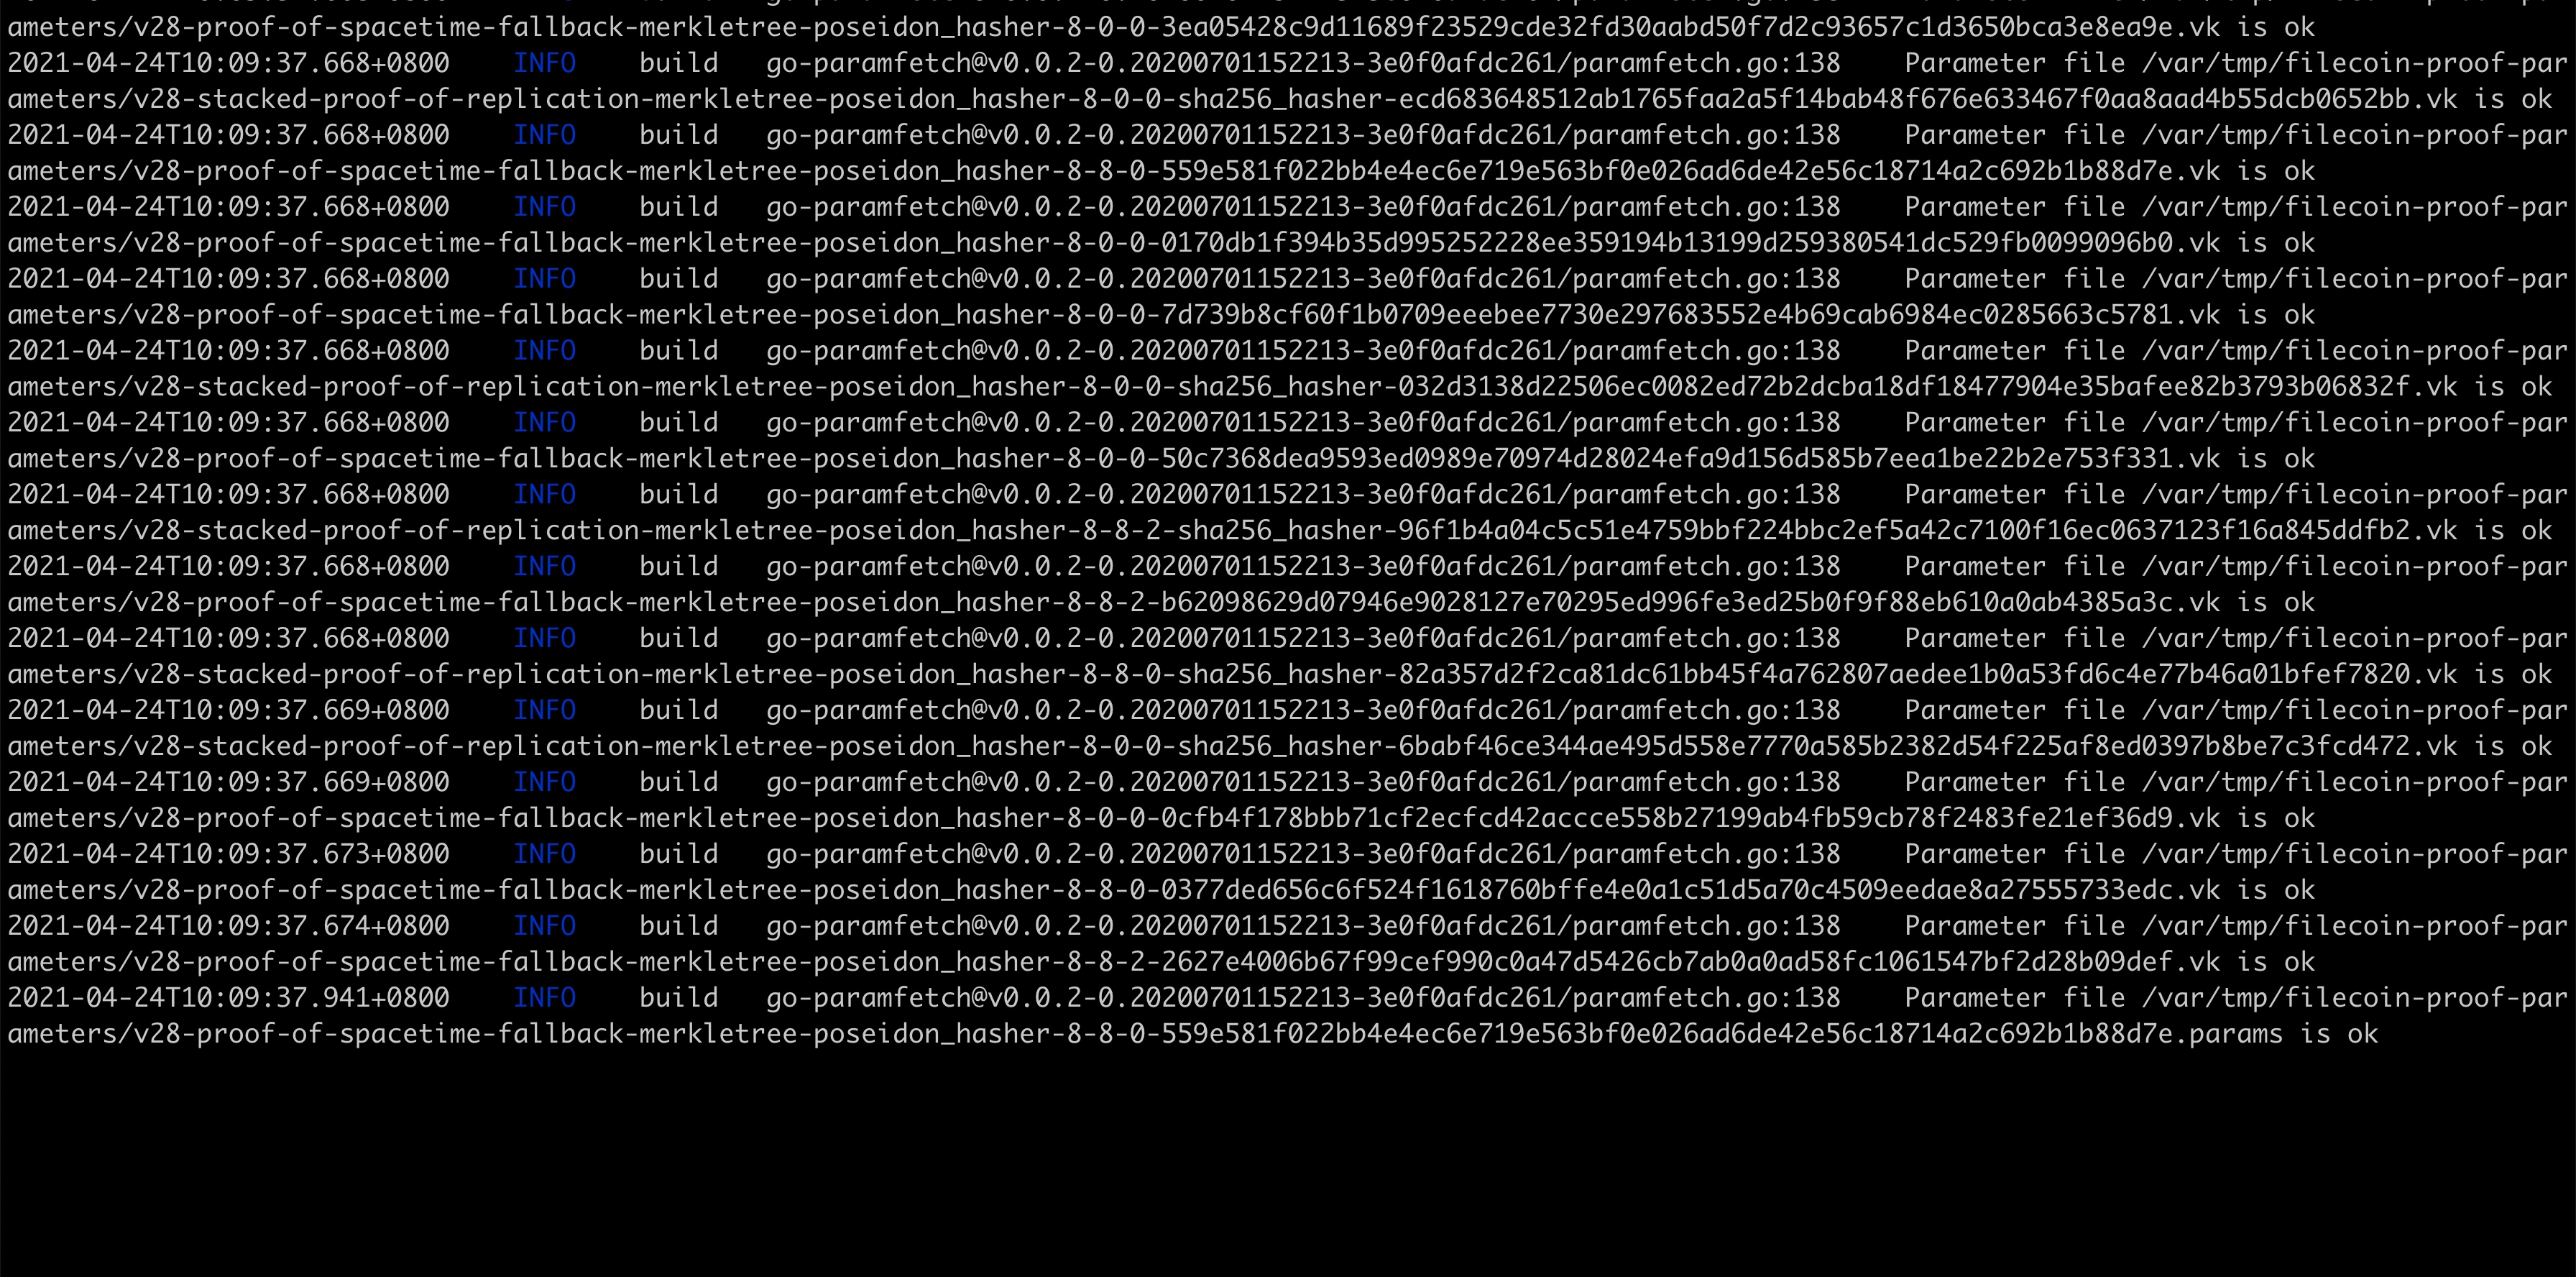 ameters/v28-proof-of-spacetime-fallback-merkletree-poseidon_hasher-8-0-0-3ea05428c9d11689f23529cde32fd30aabd50f7d2c93657c1d3650bca3e8ea9e.vk is ok
2021-04-24T10:09:37.668+0800 INFO build go-paramfetch@v0.0.2-0.20200701152213-3e0f0afdc261/paramfetch.go:138 Parameter file /var/tmp/filecoin-proof-par
ameters/v28-stacked-proof-of-replication-merkletree-poseidon_hasher-8-0-0-sha256_hasher-ecd683648512ab1765faa2a5f14bab48f676e633467f0aa8aad4b55dcb0652bb.vk is ok
2021-04-24T10:09:37.668+0800 INFO build go-paramfetch@v0.0.2-0.20200701152213-3e0f0afdc261/paramfetch.go:138 Parameter file /var/tmp/filecoin-proof-par
ameters/v28-proof-of-spacetime-fallback-merkletree-poseidon_hasher-8-8-0-559e581f022bb4e4ec6e719e563bf0e026ad6de42e56c18714a2c692b1b88d7e.vk is ok
2021-04-24T10:09:37.668+0800 INFO build go-paramfetch@v0.0.2-0.20200701152213-3e0f0afdc261/paramfetch.go:138 Parameter file /var/tmp/filecoin-proof-par
ameters/v28-proof-of-spacetime-fallback-merkletree-poseidon_hasher-8-0-0-0170db1f394b35d995252228ee359194b13199d259380541dc529fb0099096b0.vk is ok
2021-04-24T10:09:37.668+0800 INFO build go-paramfetch@v0.0.2-0.20200701152213-3e0f0afdc261/paramfetch.go:138 Parameter file /var/tmp/filecoin-proof-par
ameters/v28-proof-of-spacetime-fallback-merkletree-poseidon_hasher-8-0-0-7d739b8cf60f1b0709eeebee7730e297683552e4b69cab6984ec0285663c5781.vk is ok
2021-04-24T10:09:37.668+0800 INFO build go-paramfetch@v0.0.2-0.20200701152213-3e0f0afdc261/paramfetch.go:138 Parameter file /var/tmp/filecoin-proof-par
ameters/v28-stacked-proof-of-replication-merkletree-poseidon_hasher-8-0-0-sha256_hasher-032d3138d22506ec0082ed72b2dcba18df18477904e35bafee82b3793b06832f.vk is ok
2021-04-24T10:09:37.668+0800 INFO build go-paramfetch@v0.0.2-0.20200701152213-3e0f0afdc261/paramfetch.go:138 Parameter file /var/tmp/filecoin-proof-par
ameters/v28-proof-of-spacetime-fallback-merkletree-poseidon_hasher-8-0-0-50c7368dea9593ed0989e70974d28024efa9d156d585b7eea1be22b2e753f331.vk is ok
2021-04-24T10:09:37.668+0800 INFO build go-paramfetch@v0.0.2-0.20200701152213-3e0f0afdc261/paramfetch.go:138 Parameter file /var/tmp/filecoin-proof-par
ameters/v28-stacked-proof-of-replication-merkletree-poseidon_hasher-8-8-2-sha256_hasher-96f1b4a04c5c51e4759bbf224bbc2ef5a42c7100f16ec0637123f16a845ddfb2.vk is ok
2021-04-24T10:09:37.668+0800 INFO build go-paramfetch@v0.0.2-0.20200701152213-3e0f0afdc261/paramfetch.go:138 Parameter file /var/tmp/filecoin-proof-par
ameters/v28-proof-of-spacetime-fallback-merkletree-poseidon_hasher-8-8-2-b62098629d07946e9028127e70295ed996fe3ed25b0f9f88eb610a0ab4385a3c.vk is ok
2021-04-24T10:09:37.668+0800 INFO build go-paramfetch@v0.0.2-0.20200701152213-3e0f0afdc261/paramfetch.go:138 Parameter file /var/tmp/filecoin-proof-par
ameters/v28-stacked-proof-of-replication-merkletree-poseidon_hasher-8-8-0-sha256_hasher-82a357d2f2ca81dc61bb45f4a762807aedee1b0a53fd6c4e77b46a01bfef7820.vk is ok
2021-04-24T10:09:37.669+0800 INFO build go-paramfetch@v0.0.2-0.20200701152213-3e0f0afdc261/paramfetch.go:138 Parameter file /var/tmp/filecoin-proof-par
ameters/v28-stacked-proof-of-replication-merkletree-poseidon_hasher-8-0-0-sha256_hasher-6babf46ce344ae495d558e7770a585b2382d54f225af8ed0397b8be7c3fcd472.vk is ok
2021-04-24T10:09:37.669+0800 INFO build go-paramfetch@v0.0.2-0.20200701152213-3e0f0afdc261/paramfetch.go:138 Parameter file /var/tmp/filecoin-proof-par
ameters/v28-proof-of-spacetime-fallback-merkletree-poseidon_hasher-8-0-0-0cfb4f178bbb71cf2ecfcd42accce558b27199ab4fb59cb78f2483fe21ef36d9.vk is ok
2021-04-24T10:09:37.673+0800 INFO build go-paramfetch@v0.0.2-0.20200701152213-3e0f0afdc261/paramfetch.go:138 Parameter file /var/tmp/filecoin-proof-par
ameters/v28-proof-of-spacetime-fallback-merkletree-poseidon_hasher-8-8-0-0377ded656c6f524f1618760bffe4e0a1c51d5a70c4509eedae8a27555733edc.vk is ok
2021-04-24T10:09:37.674+0800 INFO build go-paramfetch@v0.0.2-0.20200701152213-3e0f0afdc261/paramfetch.go:138 Parameter file /var/tmp/filecoin-proof-par
ameters/v28-proof-of-spacetime-fallback-merkletree-poseidon_hasher-8-8-2-2627e4006b67f99cef990c0a47d5426cb7ab0a0ad58fc1061547bf2d28b09def.vk is ok
2021-04-24T10:09:37.941+0800 INFO build go-paramfetch@v0.0.2-0.20200701152213-3e0f0afdc261/paramfetch.go:138 Parameter file /var/tmp/filecoin-proof-par
ameters/v28-proof-of-spacetime-fallback-merkletree-poseidon_hasher-8-8-0-559e581f022bb4e4ec6e719e563bf0e026ad6de42e56c18714a2c692b1b88d7e.params is ok